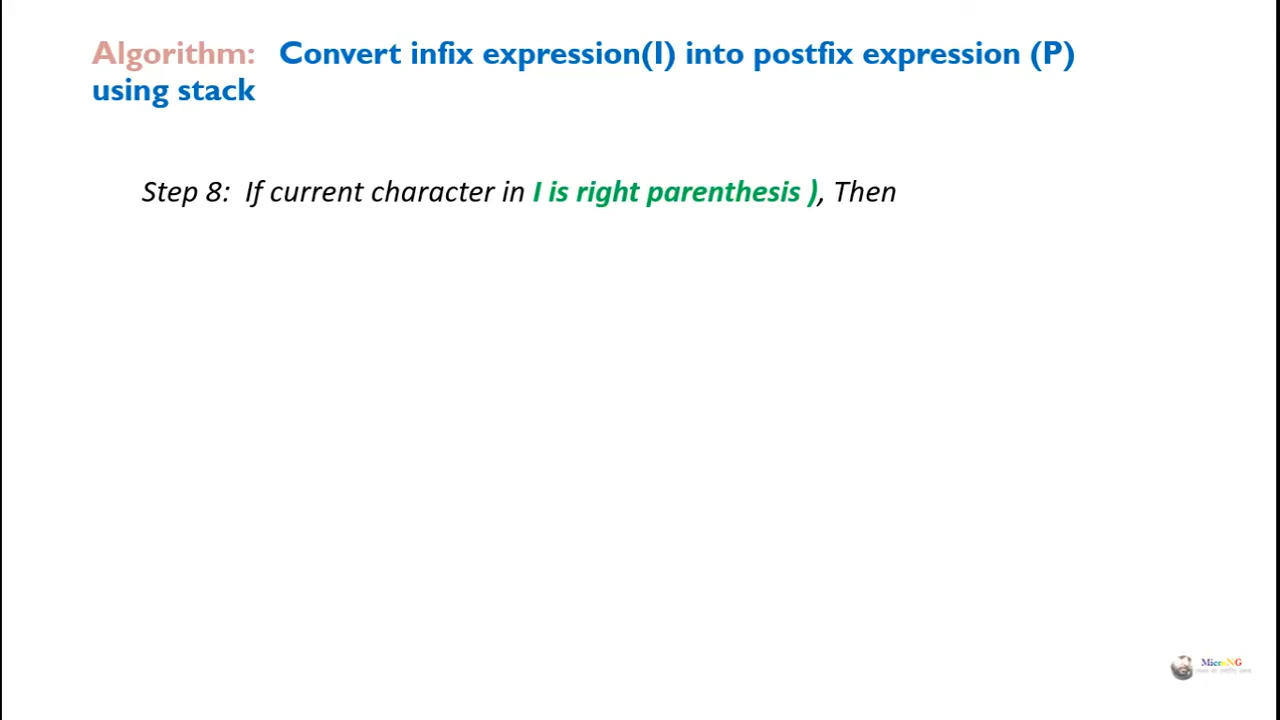 Algorithm: Convert infix expression(I) into postfix expression (P)
using stack
Step 8: If current character in I is right parenthesis ), Then
MicroNG